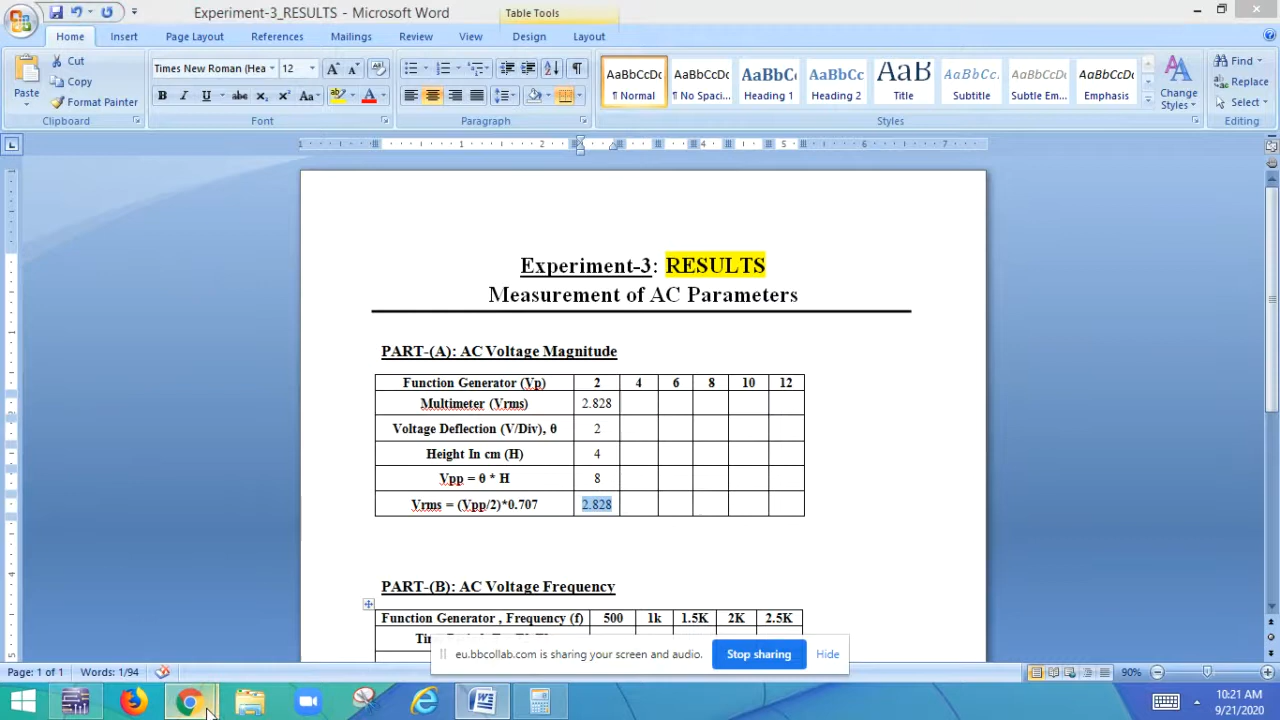 Experiment-3_RESULTS - Microsoft Word
Table Tools
Home Insert Page Layout References Mailings Review View Design Layout
Paste
Cut
Copy
Format Painter
Clipboard
Times New Roman (Hea 12
Font
Paragraph
AaBbCcDc AaBbCcDc AaBbCc AaBbCc AaB AaBbCc. AaBbCcDc AaBbCcDc
¶ Normal ¶ No Spaci... Heading 1 Heading 2 Title Subtitle Subtle Em... Emphasis
Styles
Change Styles
Find
Replace
Select
Editing
Experiment-3: RESULTS
Measurement of AC Parameters
PART-(A): AC Voltage Magnitude
Function Generator (Vp) 2 4 6 8 10 12
Multimeter (Vrms) 2.828
Voltage Deflection (V/Div), θ 2
Height In cm (H) 4
Vpp = θ * H 8
Vrms = (Vpp/2)*0.707 2.828
PART-(B): AC Voltage Frequency
Function Generator , Frequency (f) 500 1k 1.5K 2K 2.5K
eu.bbcollab.com is sharing your screen and audio. Stop sharing Hide
Page: 1 of 1 Words: 1/94 90%
10:21 AM
9/21/2020